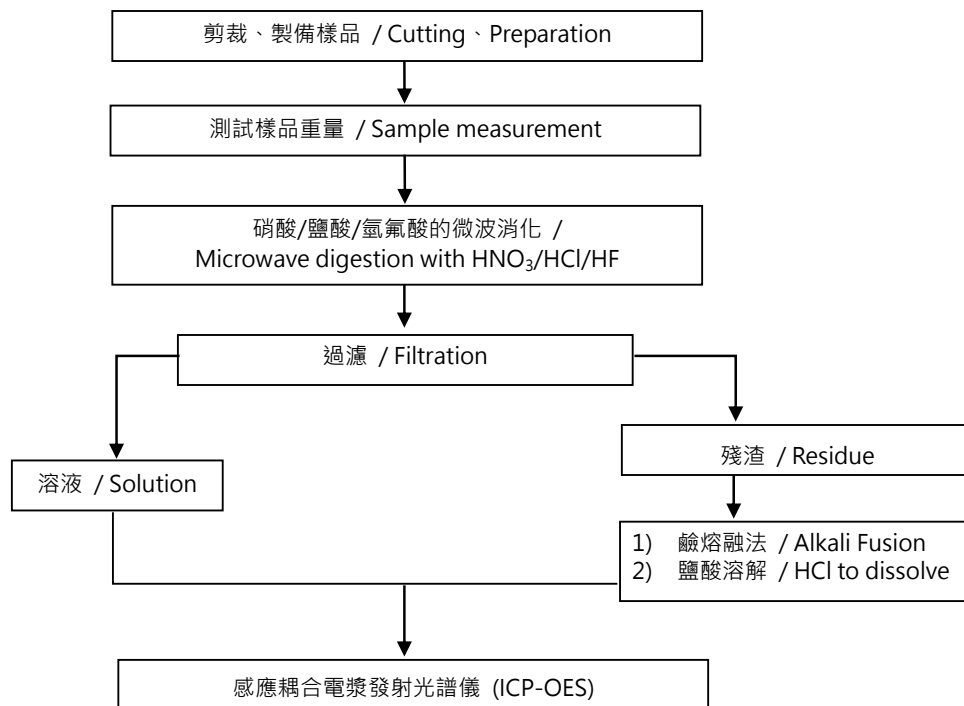 剪裁、製備樣品 / Cutting、Preparation
測試樣品重量 / Sample measurement
硝酸/鹽酸/氫氟酸的微波消化 /
Microwave digestion with HNO₃/HCl/HF
過濾 / Filtration
溶液 / Solution
殘渣 / Residue
1) 鹼熔融法 / Alkali Fusion
2) 鹽酸溶解 / HCl to dissolve
感應耦合電漿發射光譜儀 (ICP-OES)